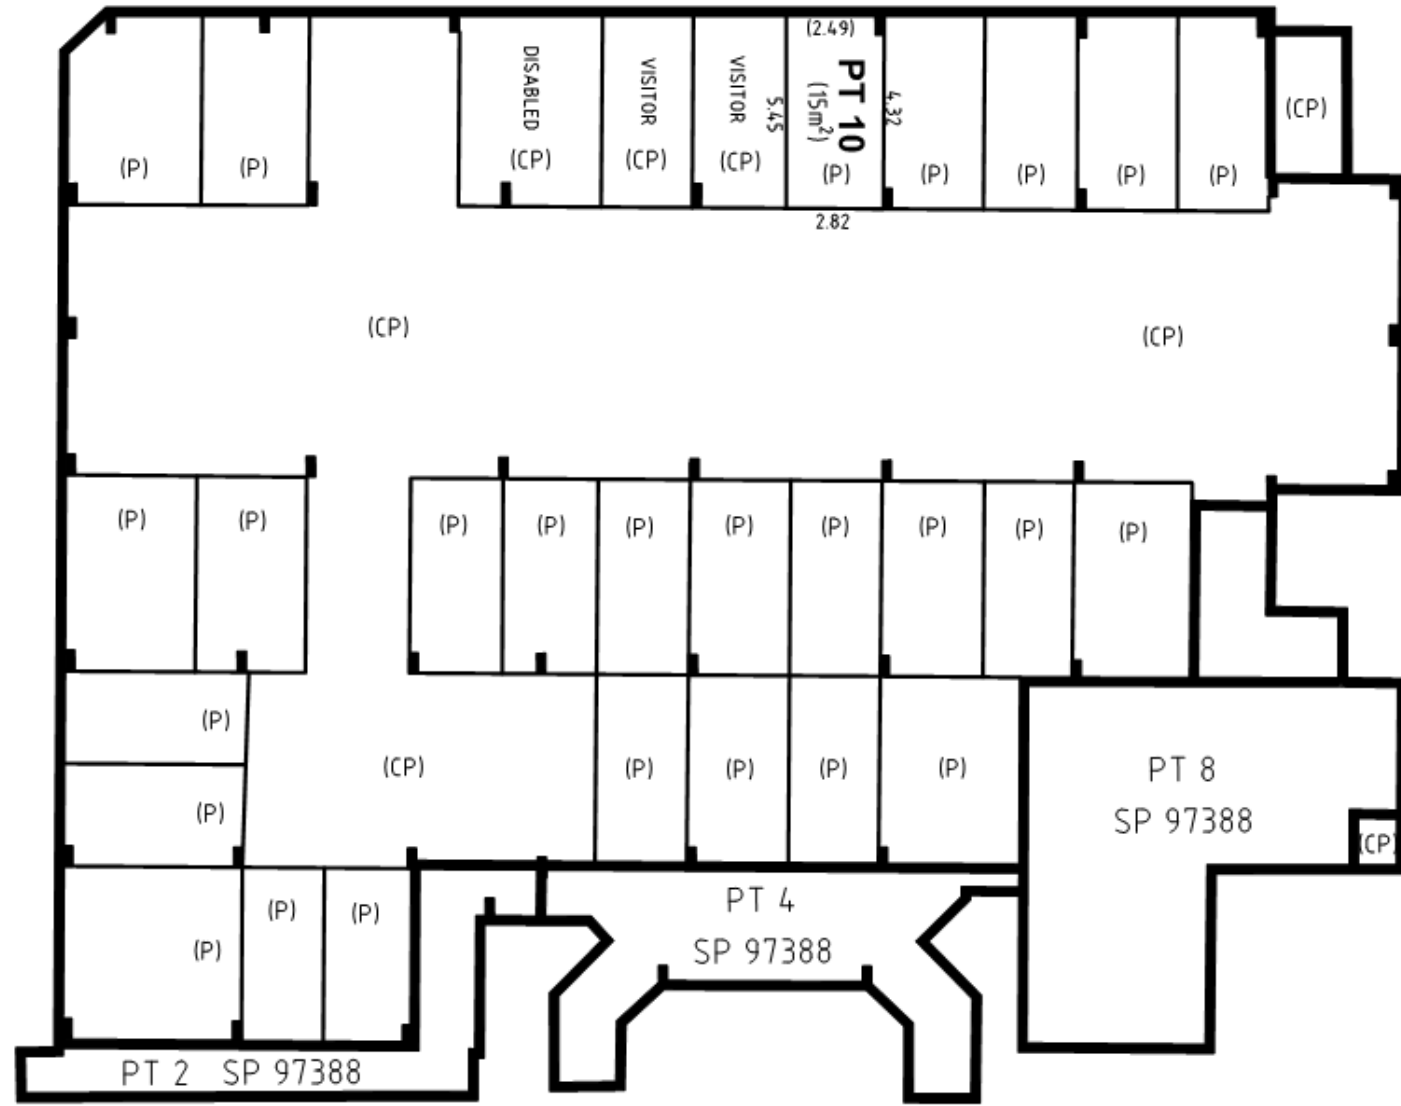 (2.49)
DISABLED
VISITOR
VISITOR
5.45
PT 10
(15m²)
4.32
(CP)
(P)
(P)
(CP)
(CP)
(CP)
(P)
(P)
(P)
(P)
(P)
2.82
(CP)
(CP)
(P)
(P)
(P)
(P)
(P)
(P)
(P)
(P)
(P)
(P)
(P)
(CP)
(P)
(P)
(P)
(P)
PT 8
SP 97388
(P)
(CP)
(P)
(P)
PT 4
(P)
SP 97388
PT 2 SP 97388